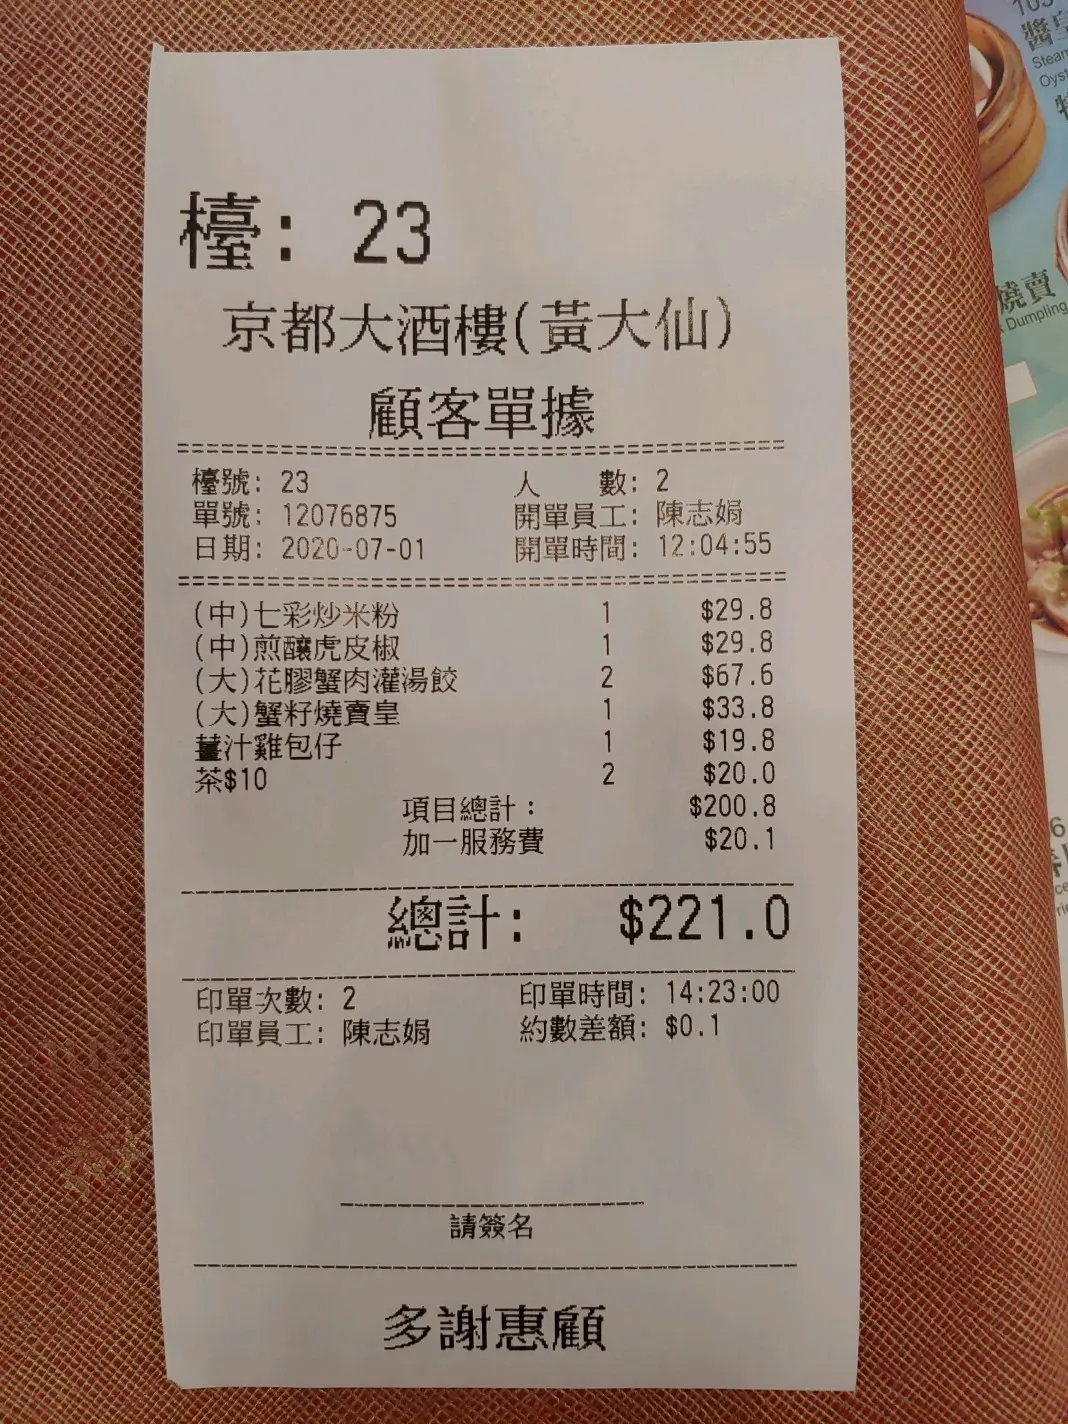 檯: 23
京都大酒樓(黃大仙)
顧客單據
檯號: 23 人 數: 2
單號: 12076875 開單員工: 陳志娟
日期: 2020-07-01 開單時間: 12:04:55
(中)七彩炒米粉 1 $29.8
(中)煎釀虎皮椒 1 $29.8
(大)花膠蟹肉灌湯餃 2 $67.6
(大)蟹籽燒賣皇 1 $33.8
薑汁雞包仔 1 $19.8
茶$10 2 $20.0
項目總計: $200.8
加一服務費 $20.1
總計: $221.0
印單次數: 2 印單時間: 14:23:00
印單員工: 陳志娟 約數差額: $0.1
請簽名
多謝惠顧
103
Steam
Oyst
燒賣
Dumpling